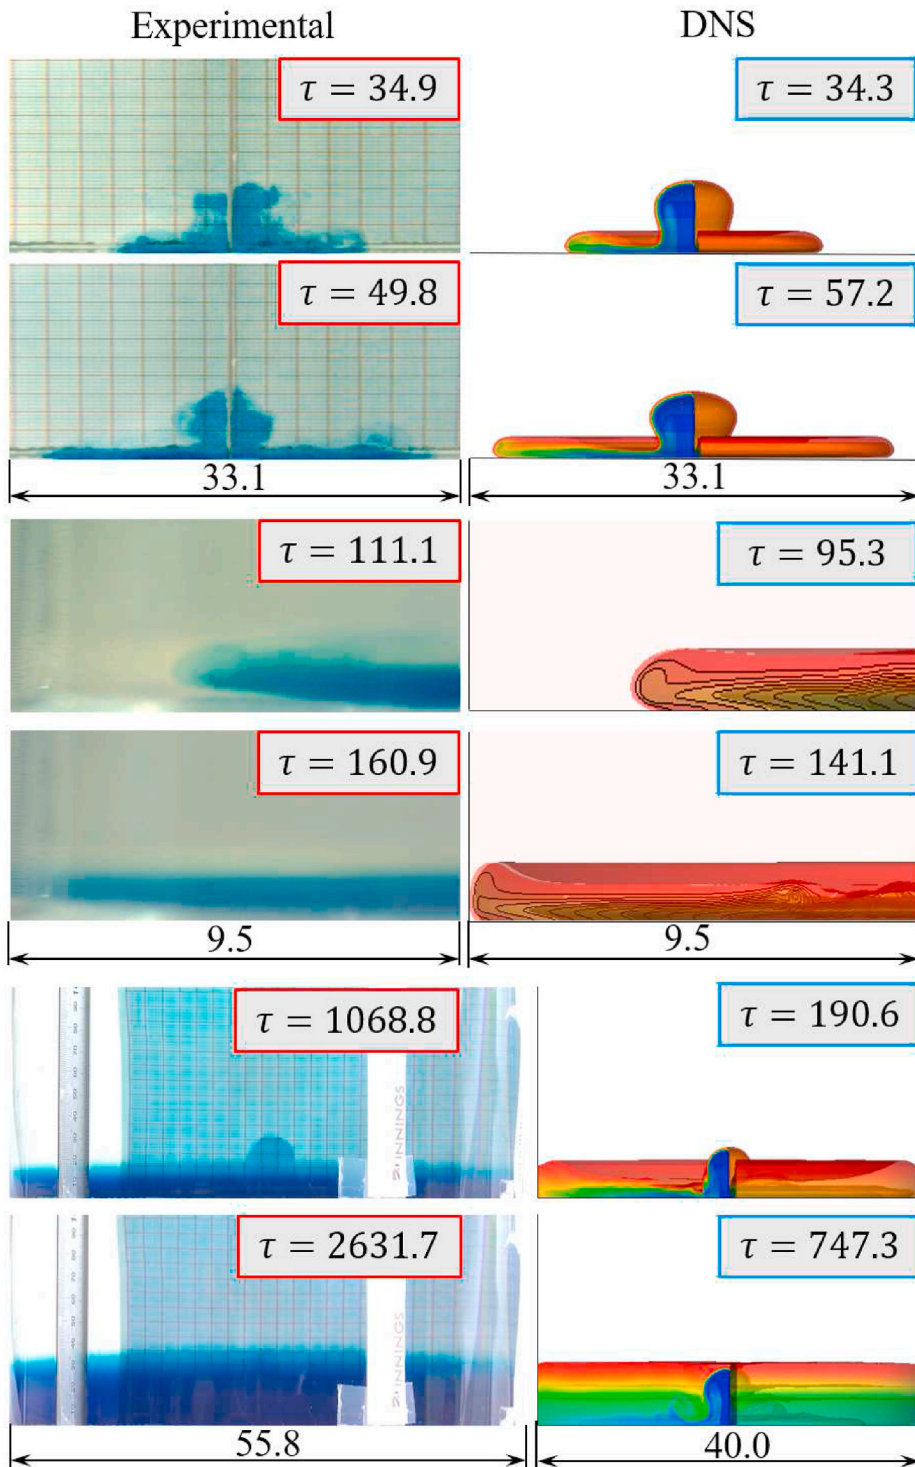 Experimental DNS
τ = 34.9 τ = 34.3
τ = 49.8 τ = 57.2
33.1 33.1
τ = 111.1 τ = 95.3
τ = 160.9 τ = 141.1
9.5 9.5
τ = 1068.8 τ = 190.6
INNINGS
τ = 2631.7 τ = 747.3
INNINGS
55.8 40.0